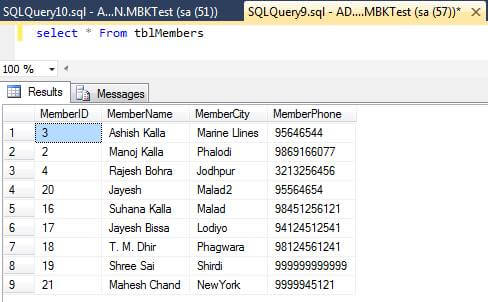 SQLQuery10.sql - A...N.MBKTest (sa (51)) SQLQuery9.sql - AD....MBKTest (sa (57))* ×
select * From tblMembers
100 %
Results Messages
MemberID MemberName MemberCity MemberPhone
1 3 Ashish Kalla Marine Llines 95646544
2 2 Manoj Kalla Phalodi 9869166077
3 4 Rajesh Bohra Jodhpur 3213256456
4 20 Jayesh Malad2 95564654
5 16 Suhana Kalla Malad 98451256121
6 17 Jayesh Bissa Lodiyo 94124512541
7 18 T. M. Dhir Phagwara 98124561241
8 19 Shree Sai Shirdi 999999999999
9 21 Mahesh Chand NewYork 9999945121